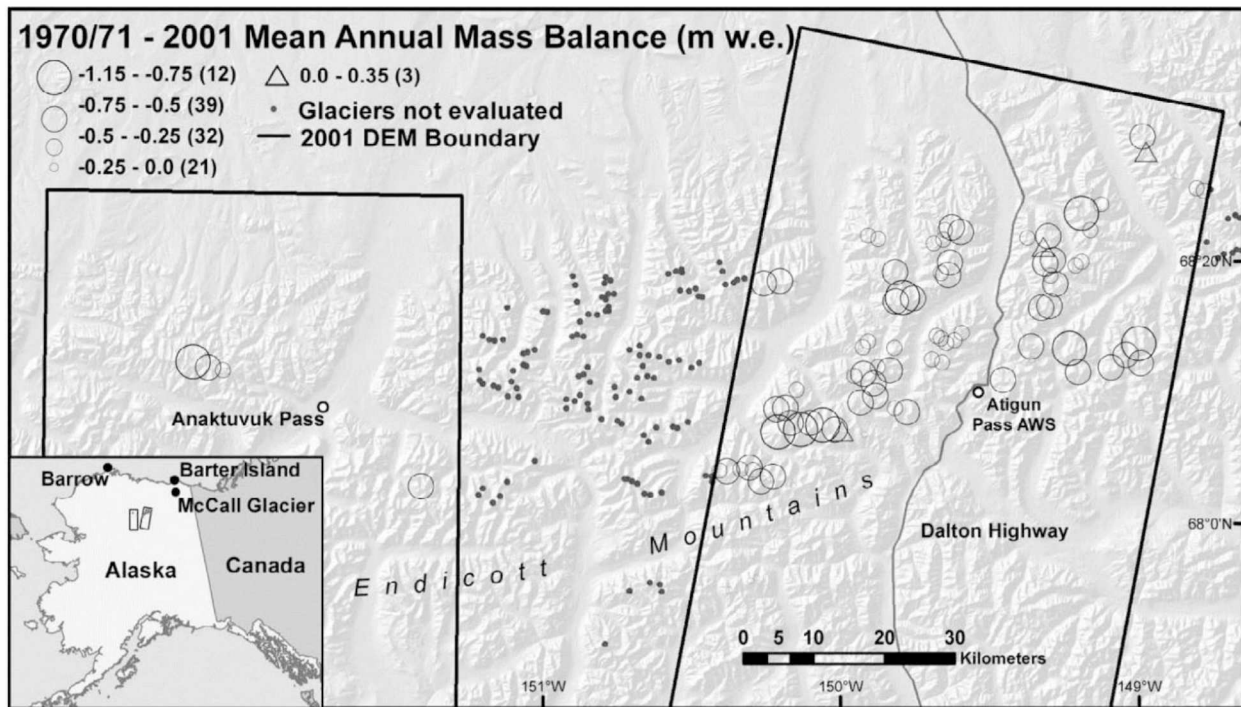 1970/71 - 2001 Mean Annual Mass Balance (m w.e.)
-1.15 - -0.75 (12)
-0.75 - -0.5 (39)
-0.5 - -0.25 (32)
-0.25 - 0.0 (21)
0.0 - 0.35 (3)
Glaciers not evaluated
2001 DEM Boundary
68°20'N
Anaktuvuk Pass
Atigun
Pass AWS
Barrow
Barter Island
McCall Glacier
Alaska
Canada
Endicott Mountains
Dalton Highway
68°0'N
0 5 10 20 30
Kilometers
151°W
150°W
149°W